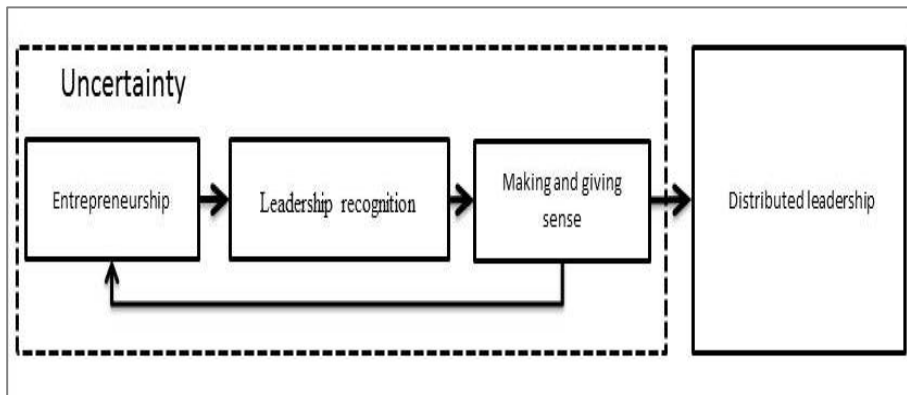 Uncertainty
Entrepreneurship
Leadership recognition
Making and giving
sense
Distributed leadership